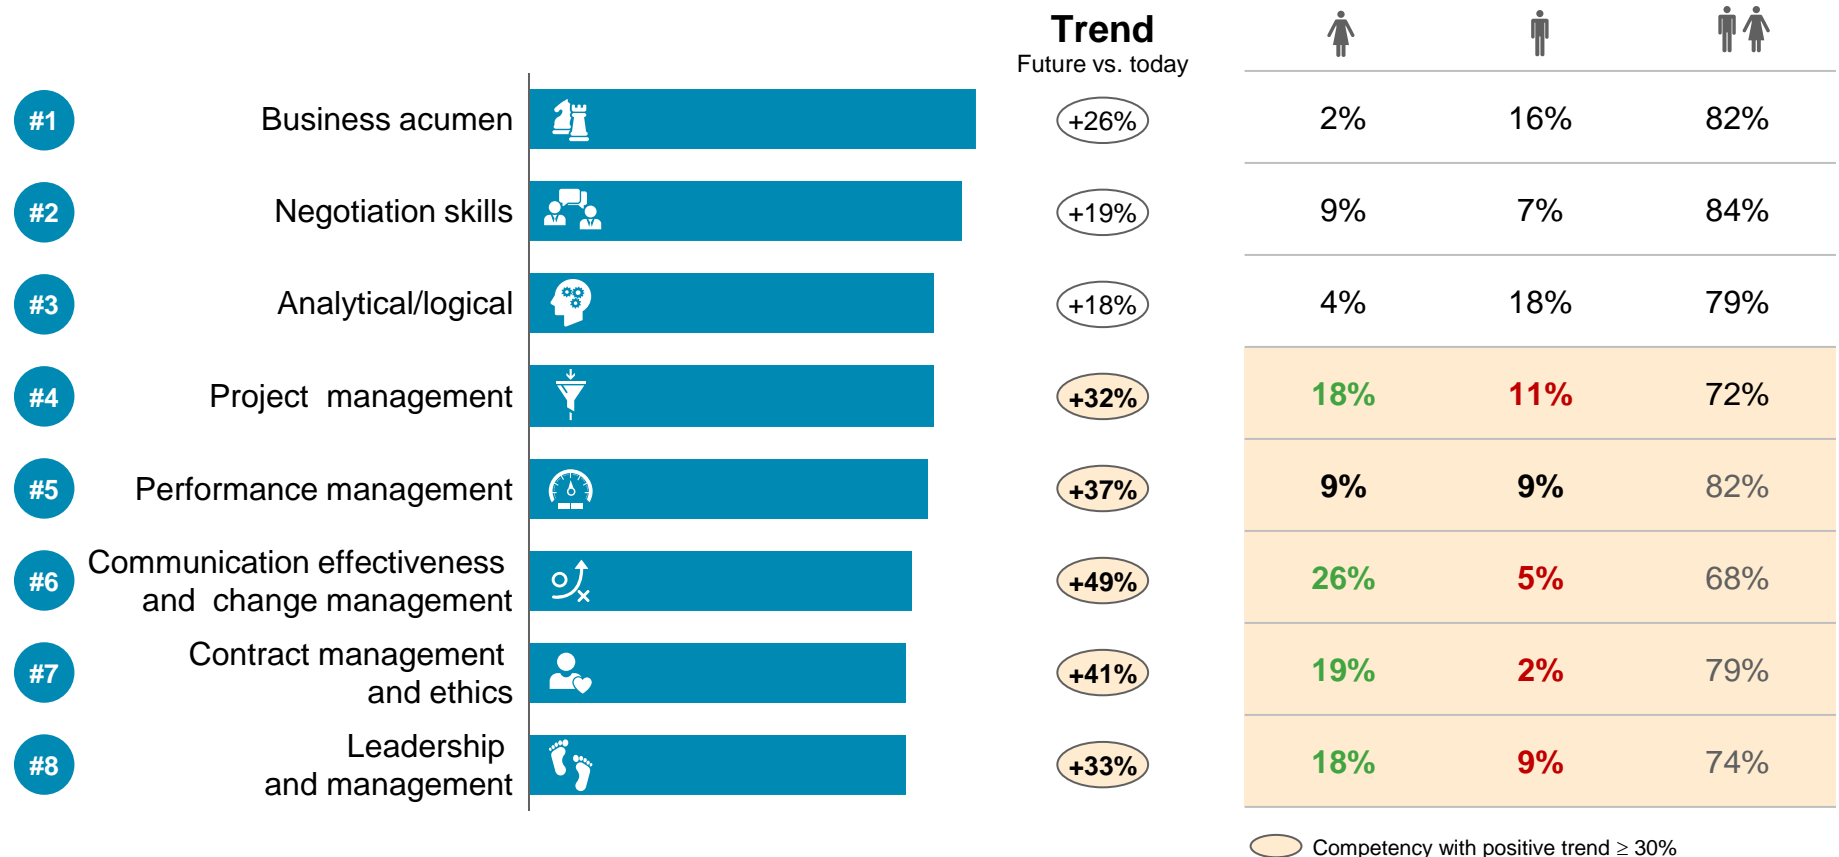 Trend
Future vs. today
#1 Business acumen +26% 2% 16% 82%
#2 Negotiation skills +19% 9% 7% 84%
#3 Analytical/logical +18% 4% 18% 79%
#4 Project management +32% 18% 11% 72%
#5 Performance management +37% 9% 9% 82%
Communication effectiveness
#6 and change management +49% 26% 5% 68%
Contract management
#7 and ethics +41% 19% 2% 79%
Leadership
#8 and management +33% 18% 9% 74%
Competency with positive trend ≥ 30%